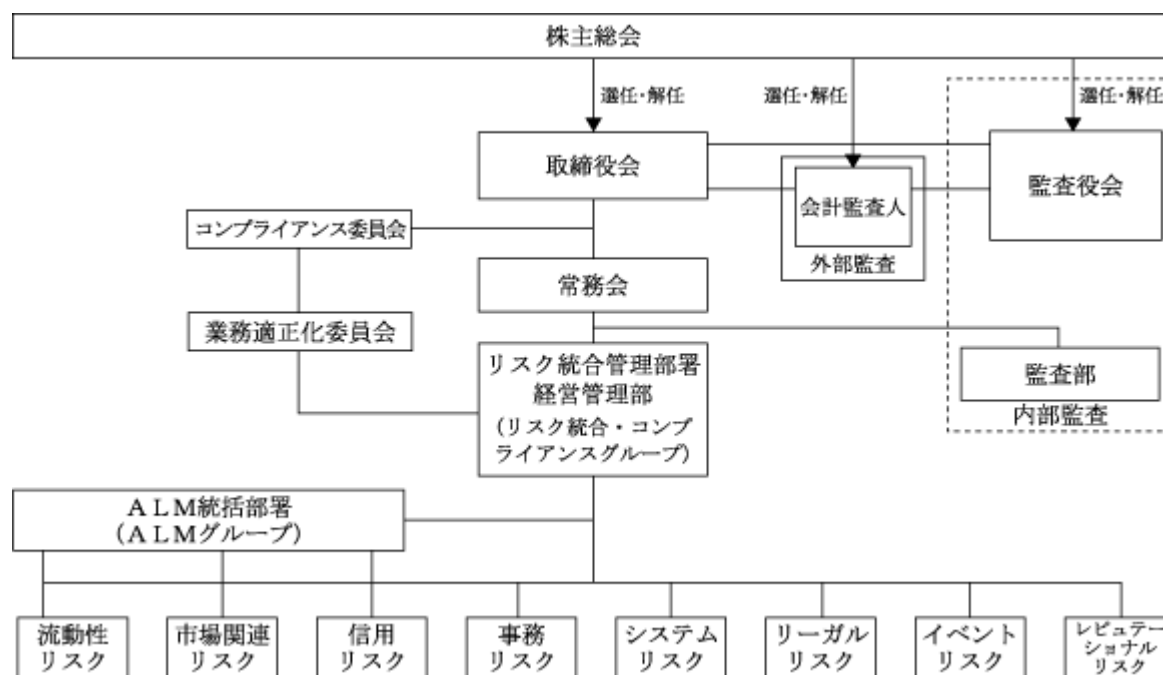 株主総会
選任・解任
選任・解任
選任・解任
取締役会
会計監査人
外部監査
監査役会
コンプライアンス委員会
常務会
業務適正化委員会
リスク統合管理部署
経営管理部
(リスク統合・コンプ
ライアンスグループ)
監査部
内部監査
ALM統括部署
(ALMグループ)
流動性
リスク
市場関連
リスク
信用
リスク
事務
リスク
システム
リスク
リーガル
リスク
イベント
リスク
レピュテー
ショナル
リスク